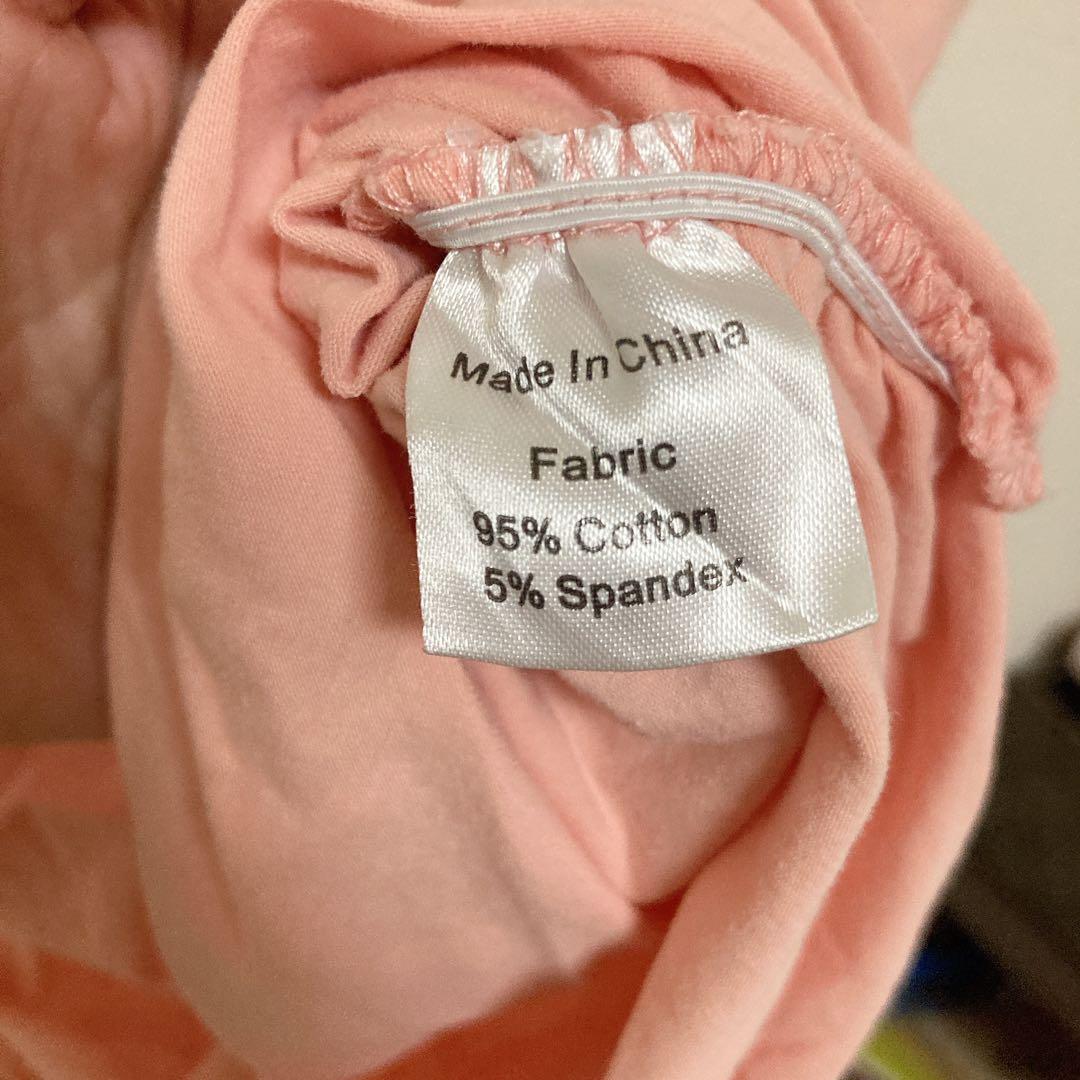 Made In China
Fabric
95% Cotton
5% Spandex